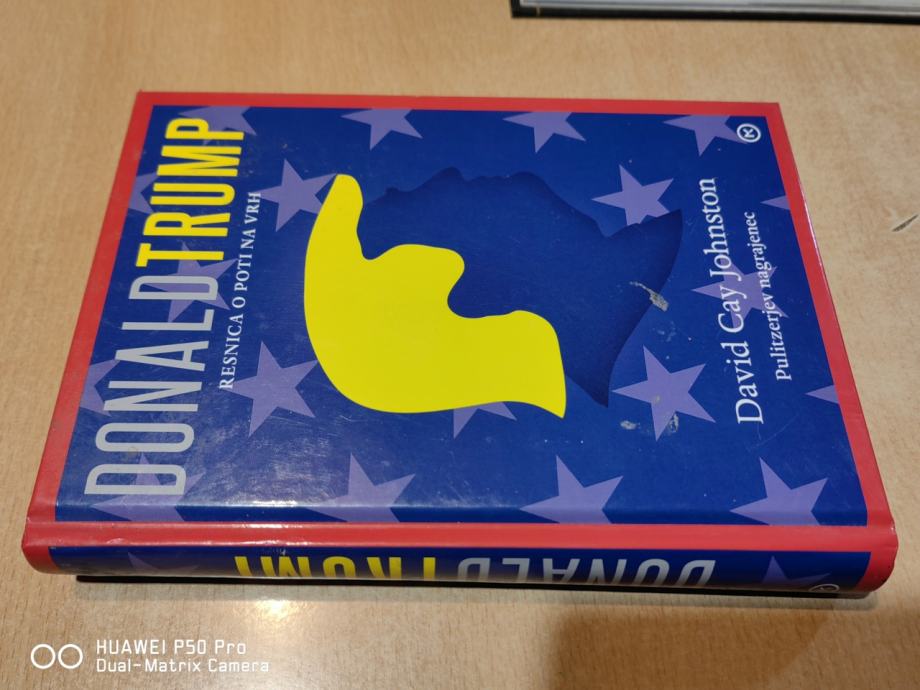 DONALD TRUMP
RESNICA O POTI NA VRH
David Cay Johnston
Pulitzerjev nagrajenec
K
DONALD TRUMP
HUAWEI P50 Pro
Dual-Matrix Camera